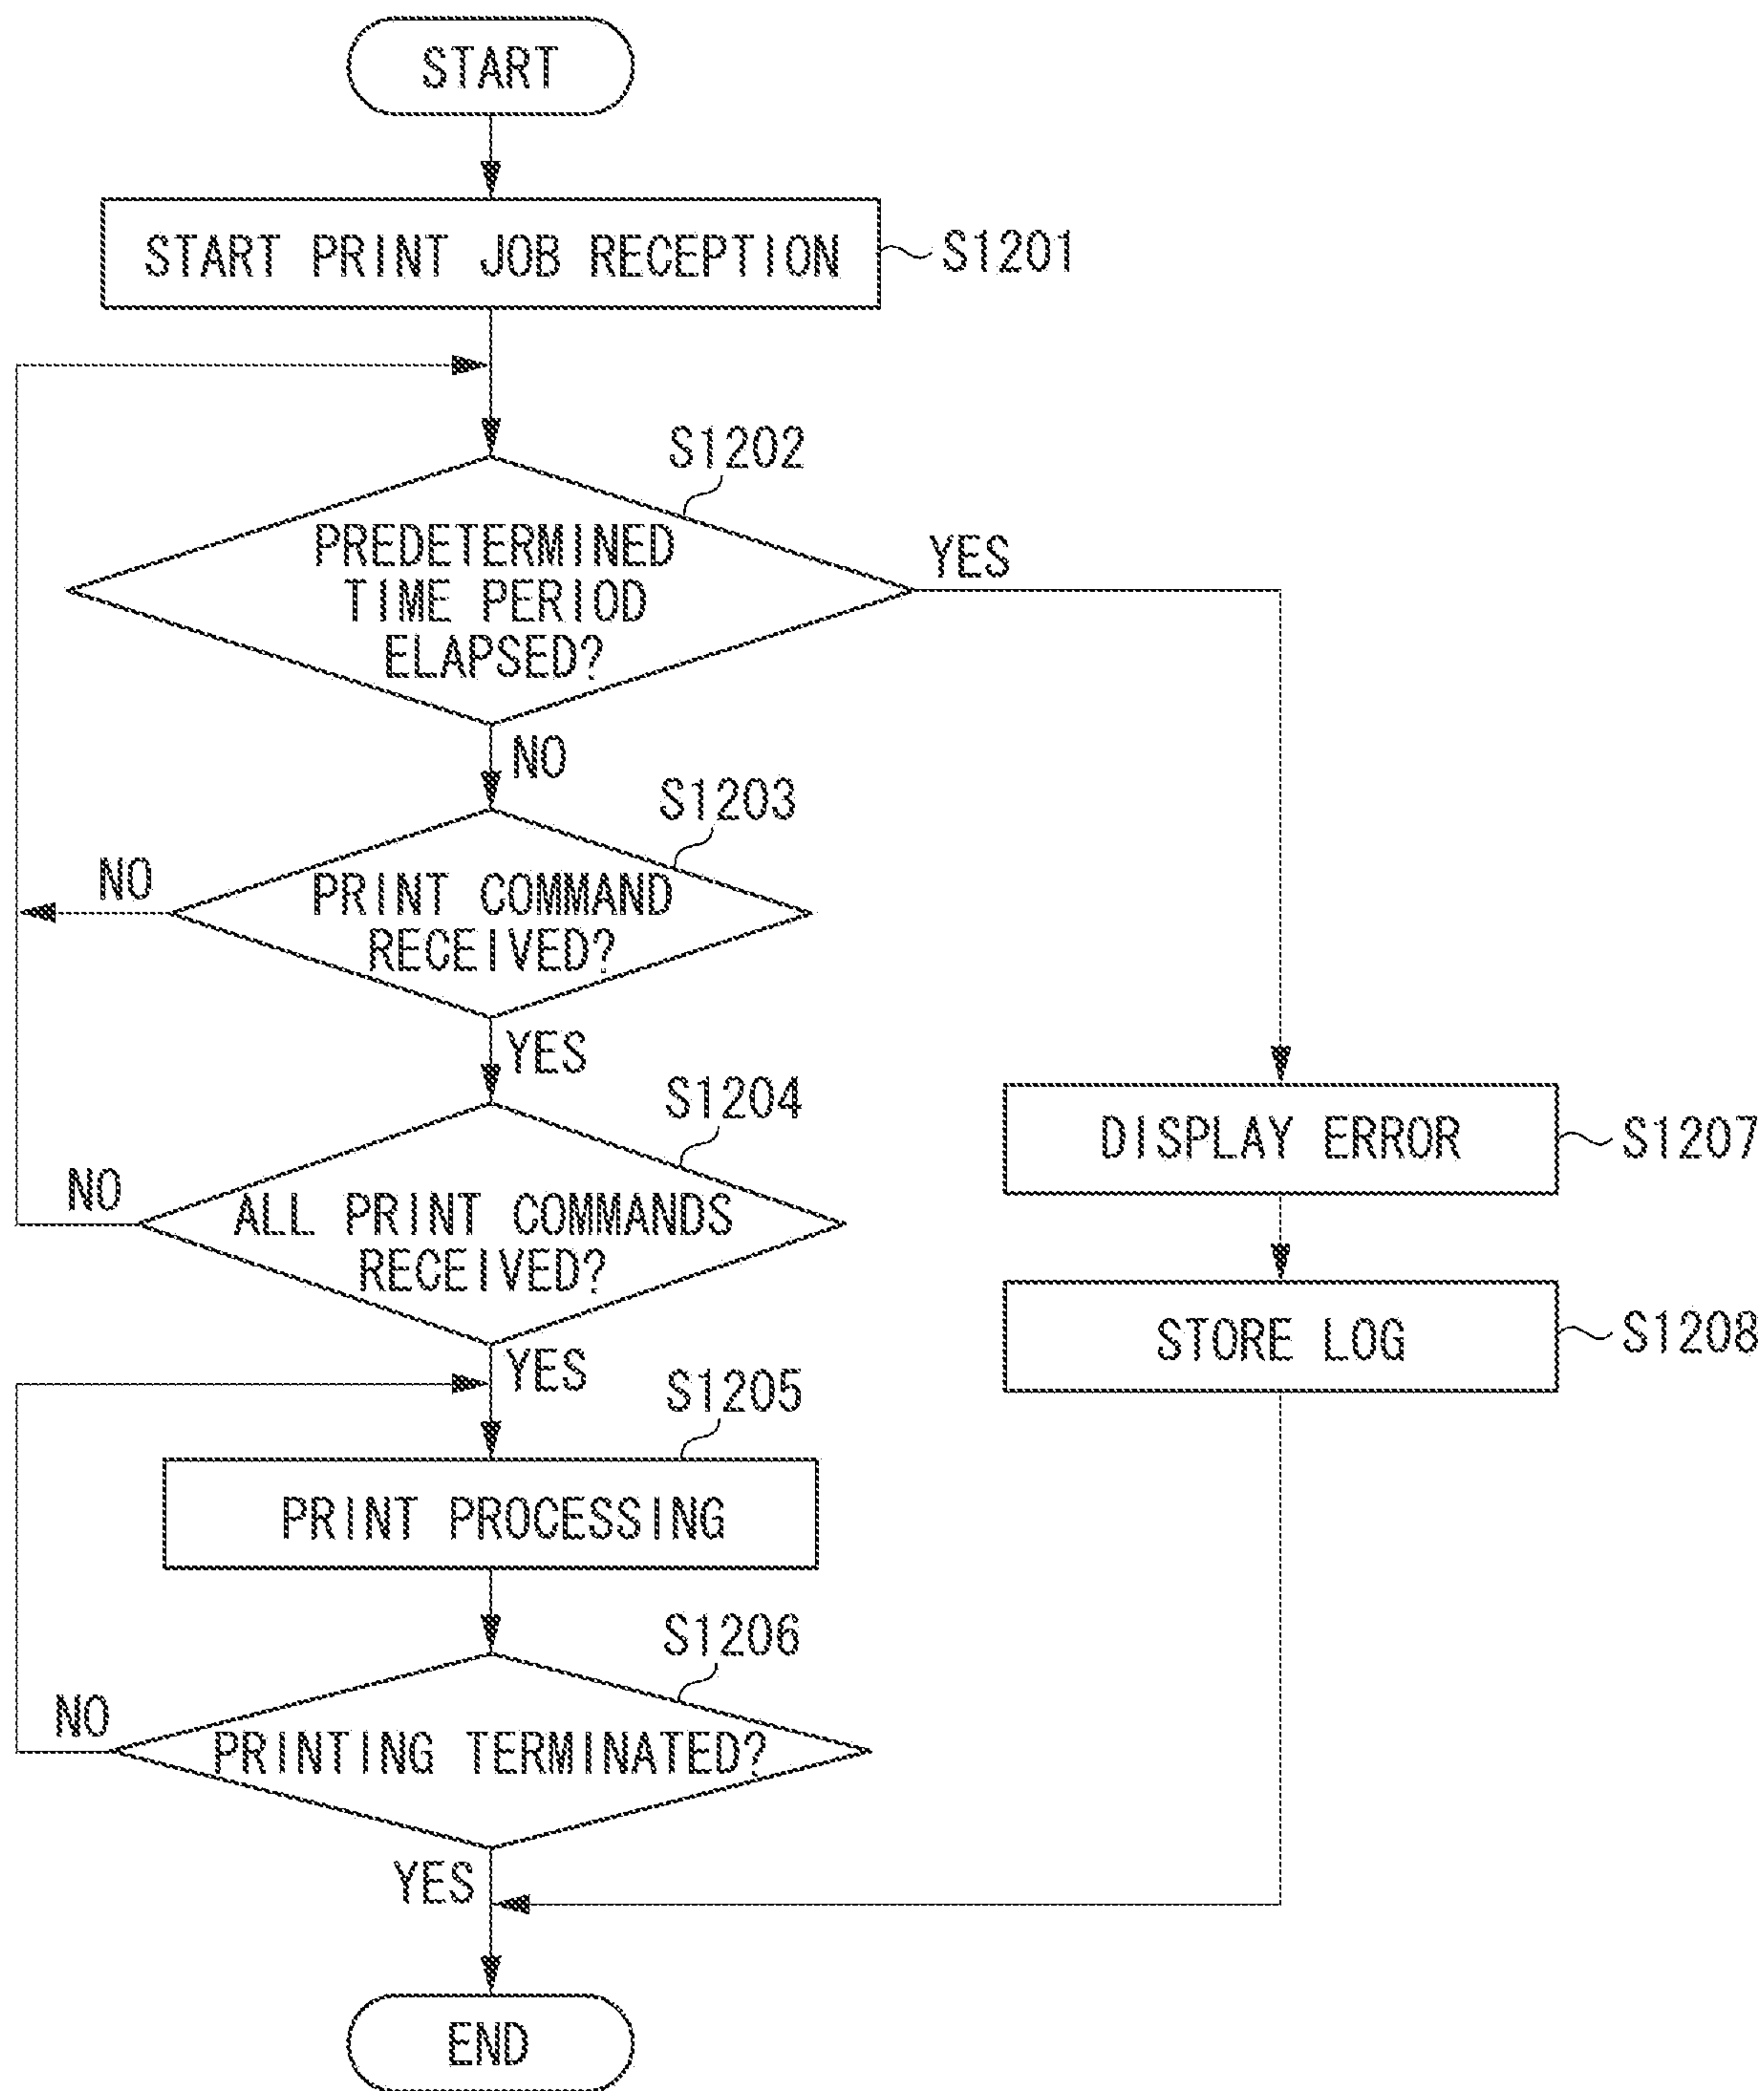 START
START PRINT JOB RECEPTION
S1201
S1202
PREDETERMINED
TIME PERIOD
ELAPSED?
YES
NO
S1203
PRINT COMMAND
RECEIVED?
NO
YES
S1204
ALL PRINT COMMANDS
RECEIVED?
NO
YES
S1205
PRINT PROCESSING
S1206
PRINTING TERMINATED?
NO
YES
DISPLAY ERROR
S1207
STORE LOG
S1208
END